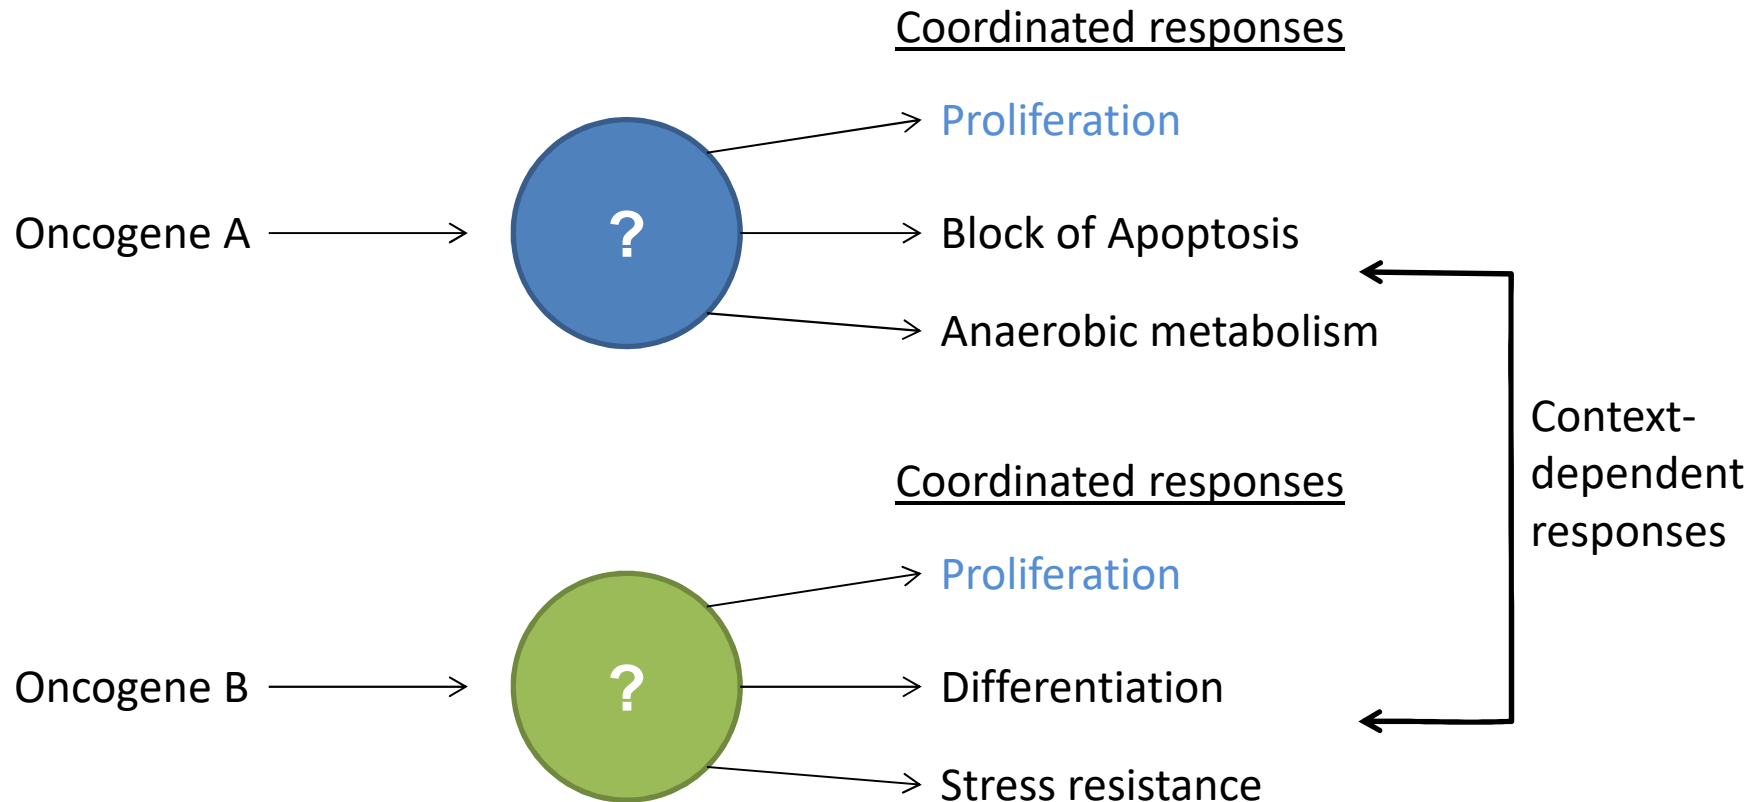 Coordinated responses
Proliferation
Oncogene A
?
Block of Apoptosis
Anaerobic metabolism
Context-
dependent
responses
Coordinated responses
Proliferation
Oncogene B
?
Differentiation
Stress resistance